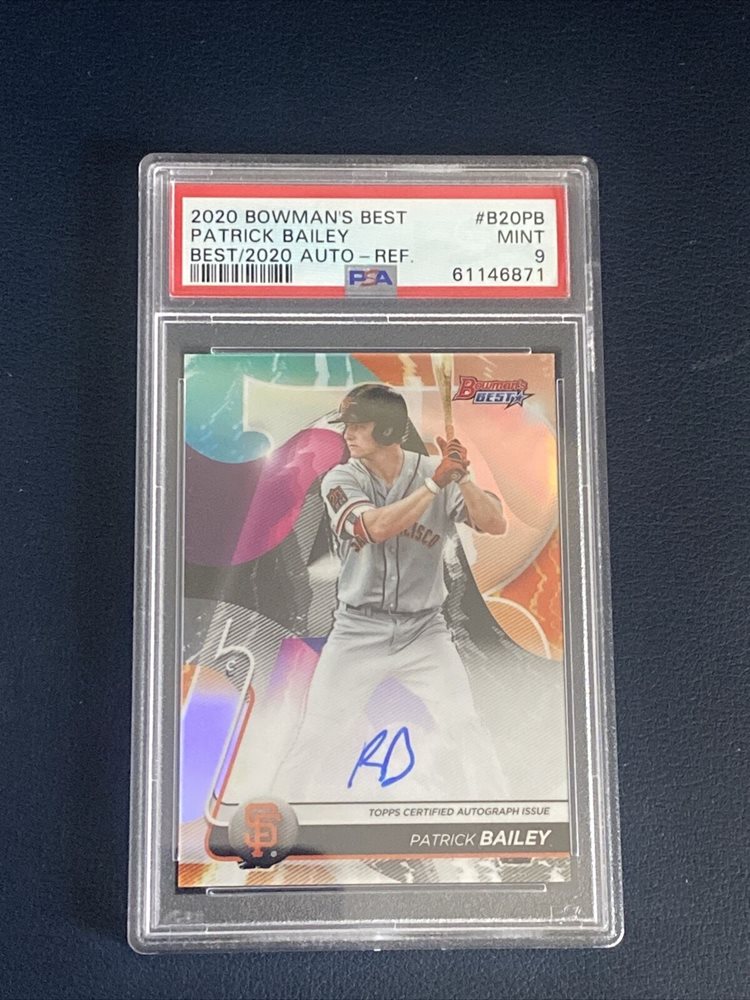 2020 BOWMAN'S BEST #B20PB
PATRICK BAILEY MINT
BEST/2020 AUTO - REF. 9
PSA 61146871
Bowman's
BEST
TOPPS CERTIFIED AUTOGRAPH ISSUE
SF
PATRICK BAILEY